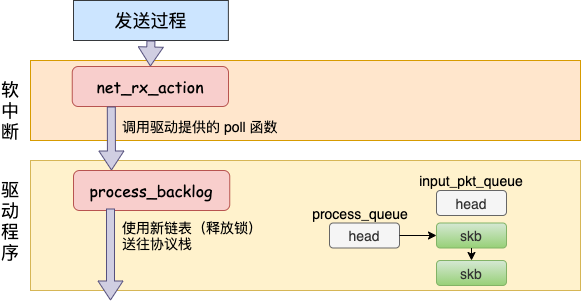 发送过程
软中断
net_rx_action
调用驱动提供的 poll 函数
驱动程序
process_backlog
使用新链表（释放锁）
送往协议栈
input_pkt_queue
head
process_queue
head
skb
skb